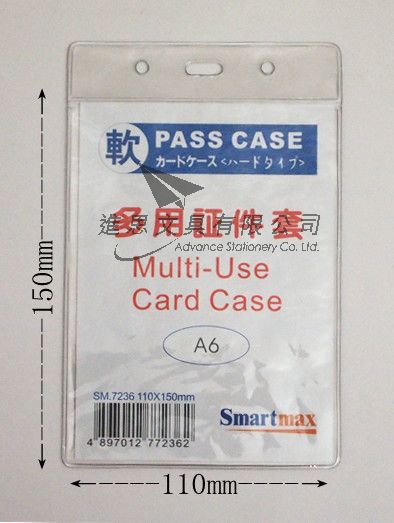 軟 PASS CASE
カードケース<ハードタイプ>
多用証件套
進思文具有限公司
Advance Stationery Co. Ltd.
Multi-Use
Card Case
A6
SM.7236 110X150mm
4 897012 772362
Smartmax
150mm
110mm